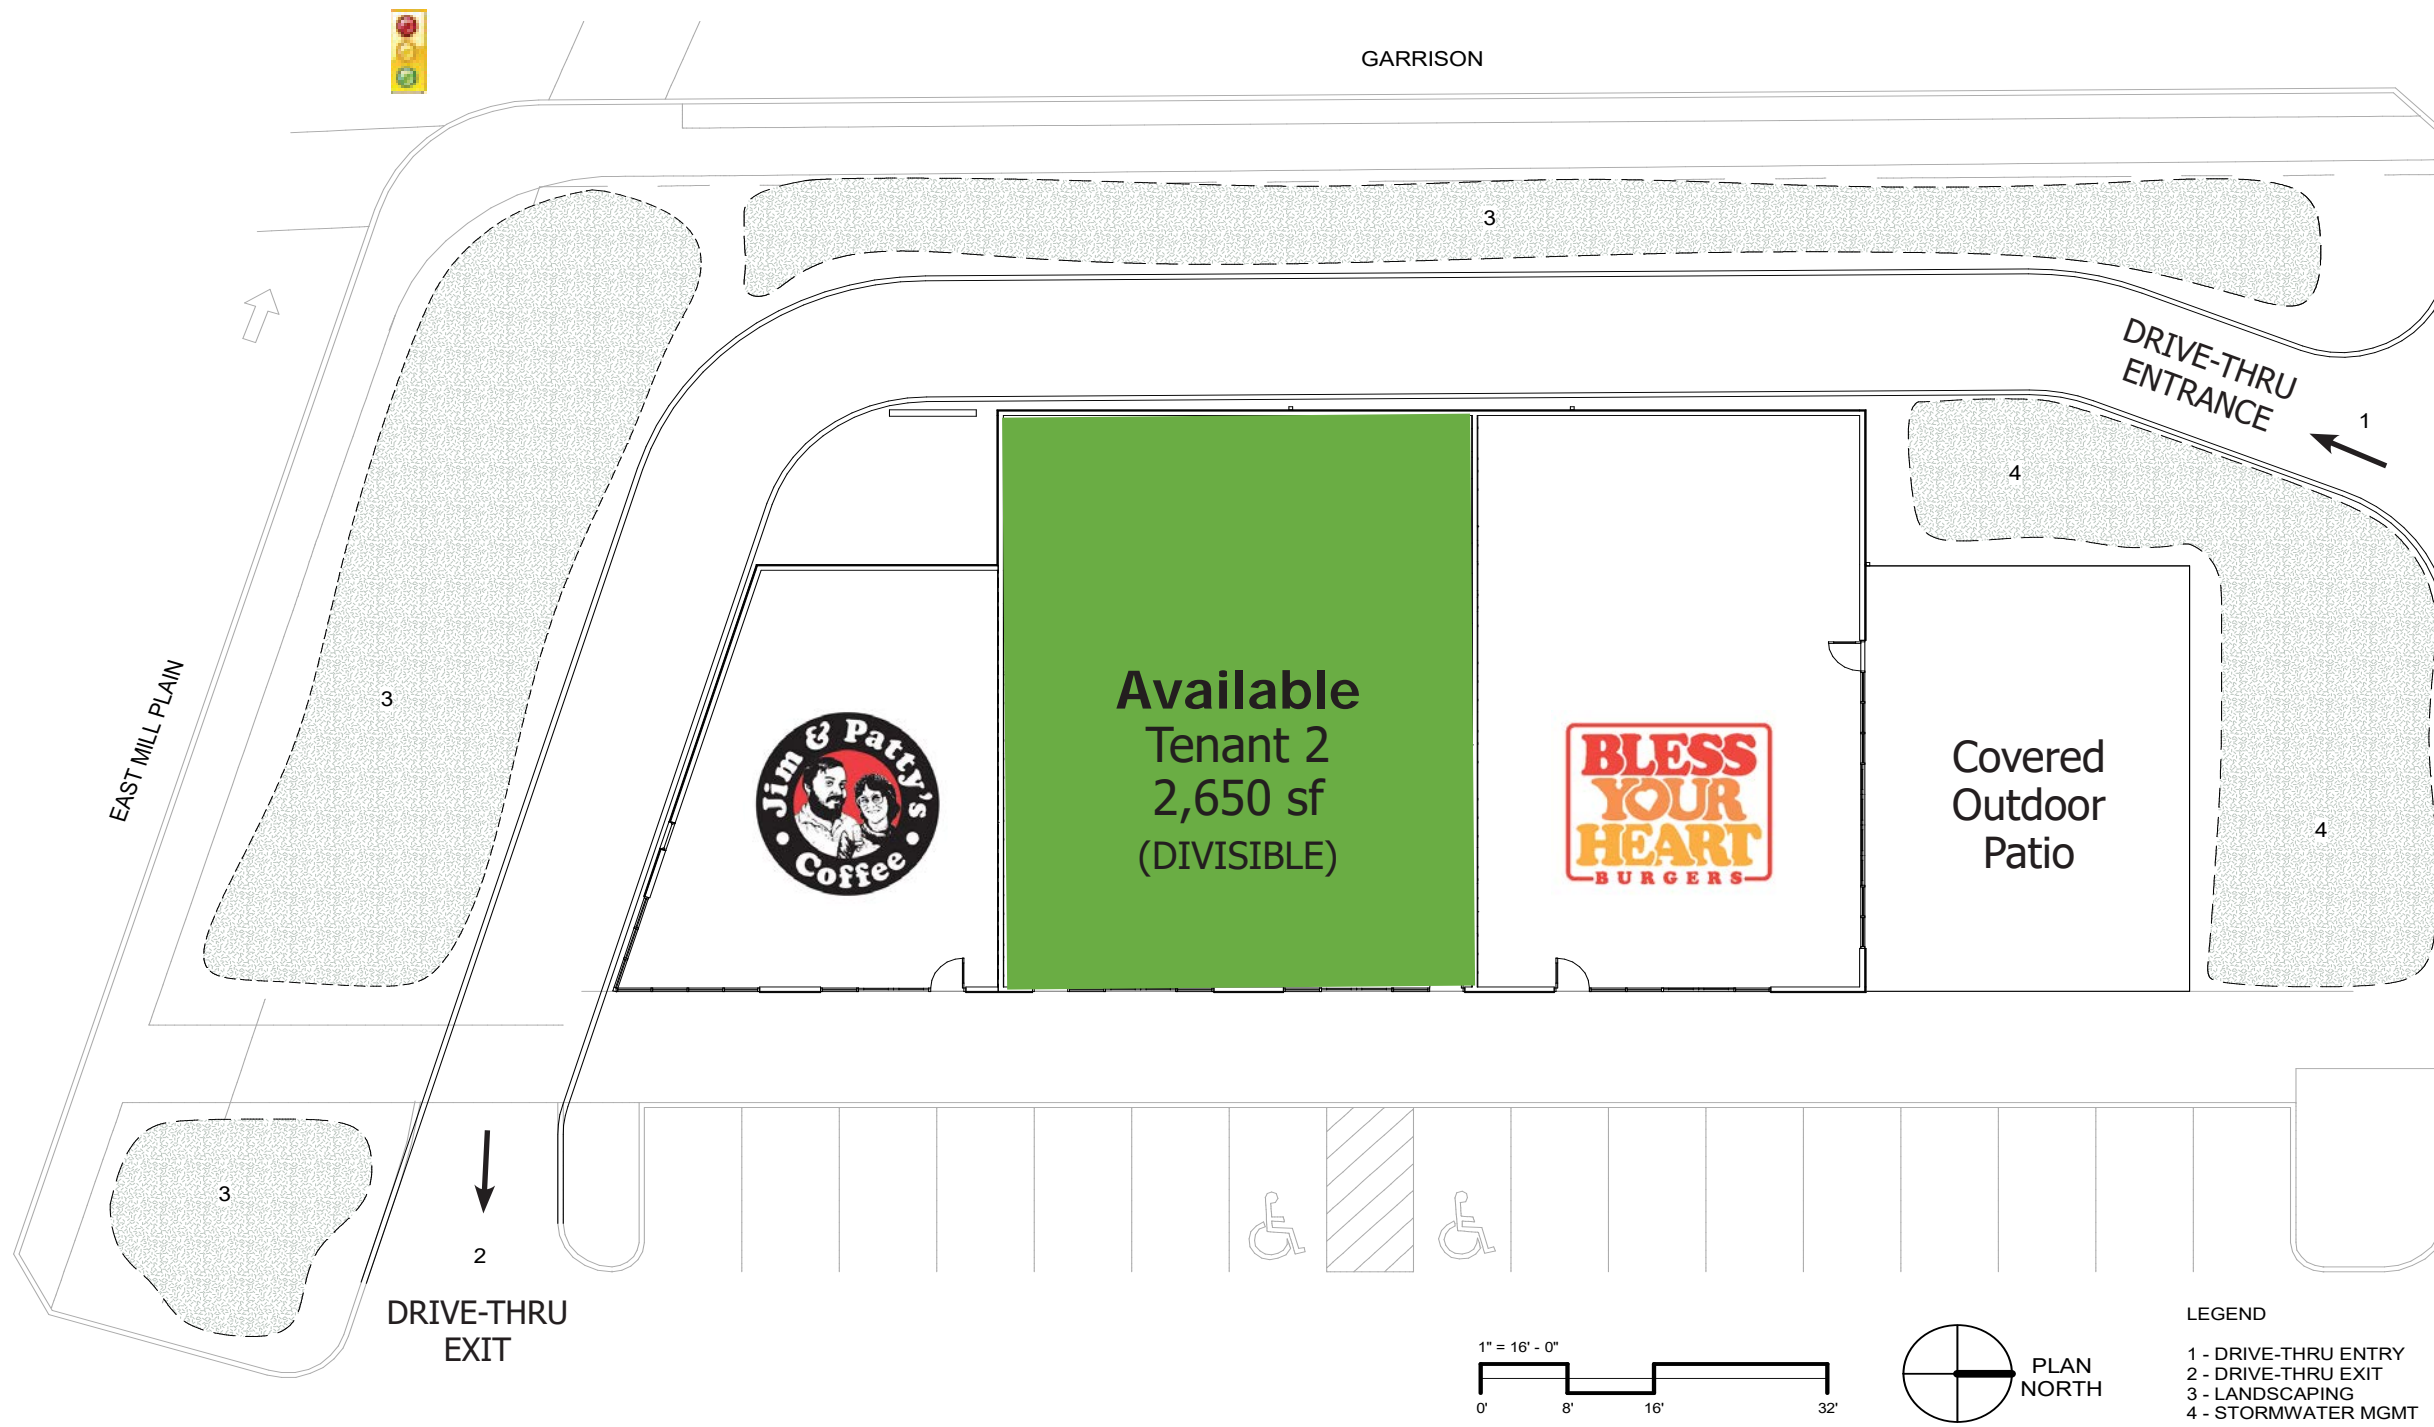 GARRISON
3
DRIVE-THRU
ENTRANCE
1
4
EAST MILL PLAIN
3
Jim & Patty's
Coffee
Available
Tenant 2
2,650 sf
(DIVISIBLE)
BLESS
YOUR
HEART
BURGERS
Covered
Outdoor
Patio
4
3
2
DRIVE-THRU
EXIT
1" = 16' - 0"
0' 8' 16' 32'
PLAN
NORTH
LEGEND
1 - DRIVE-THRU ENTRY
2 - DRIVE-THRU EXIT
3 - LANDSCAPING
4 - STORMWATER MGMT